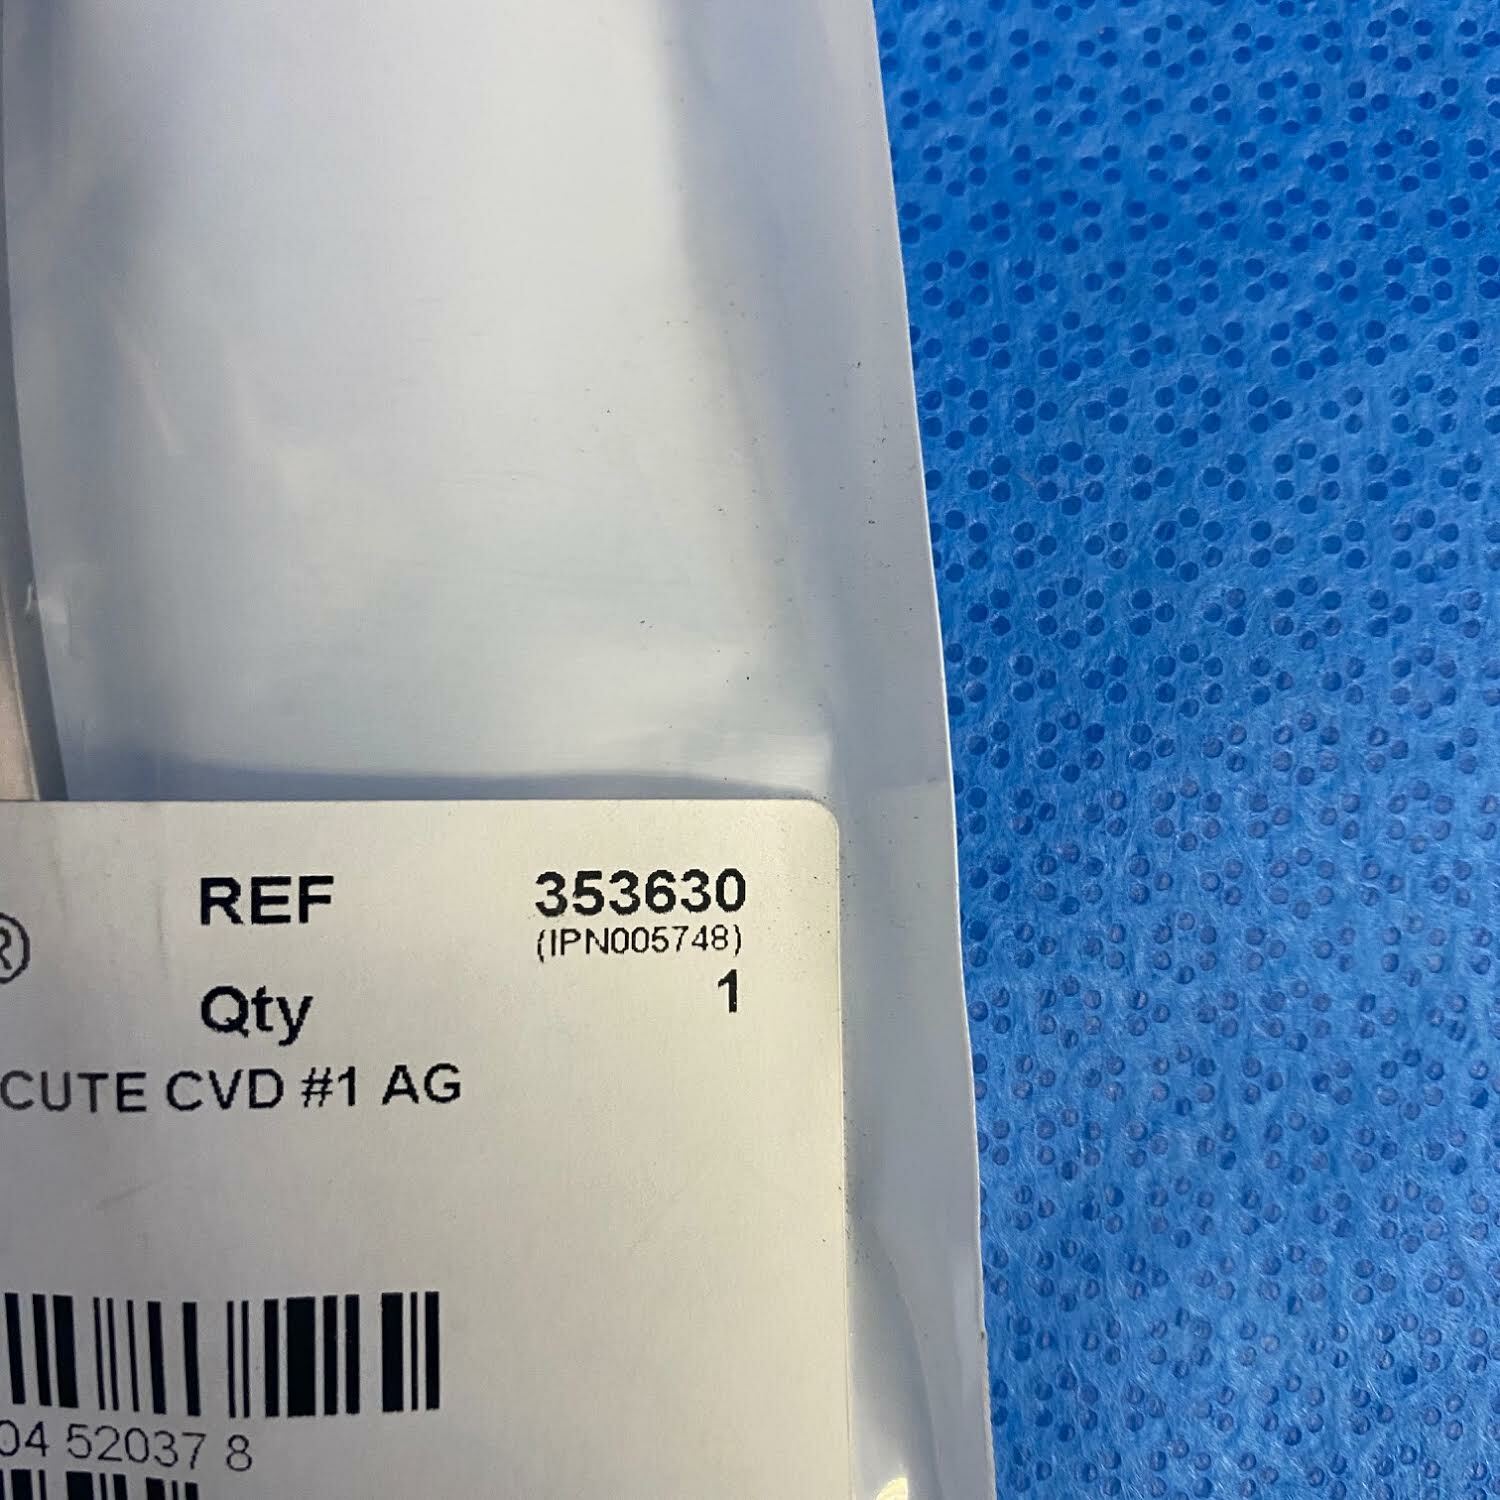 REF 353630
(IPN005748)
®
Qty 1
CUTE CVD #1 AG
04 52037 8